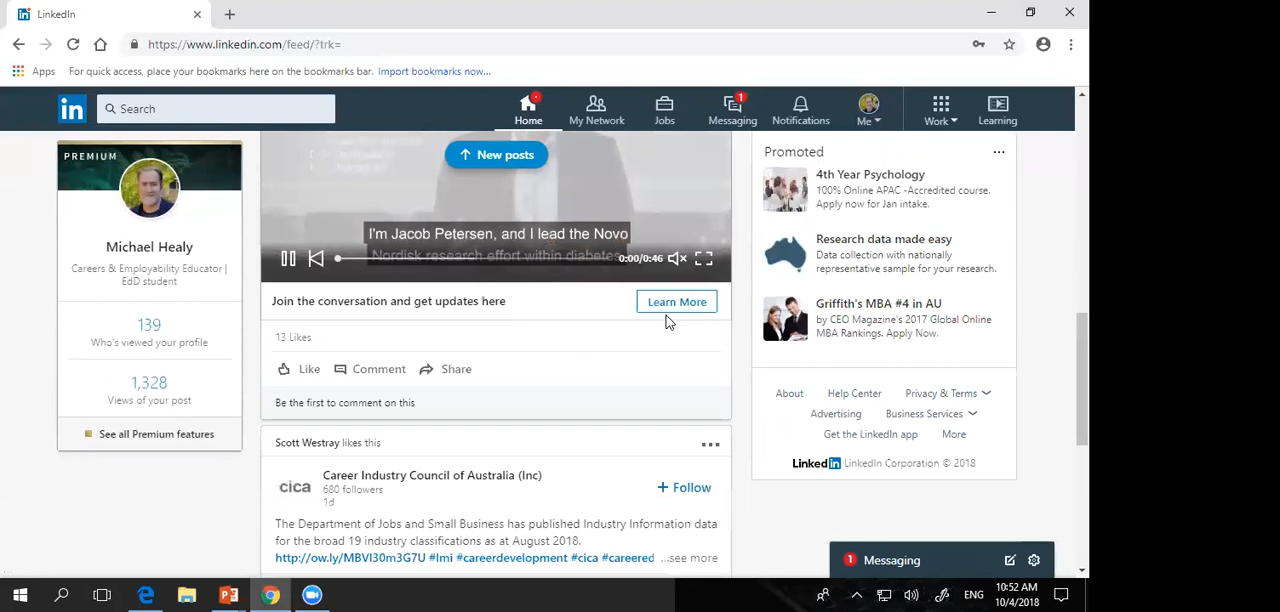 LinkedIn
https://www.linkedin.com/feed/?trk=
Apps For quick access, place your bookmarks here on the bookmarks bar. Import bookmarks now...
in Search
Home
My Network
Jobs
1
Messaging
Notifications
Me
Work
Learning
PREMIUM
Michael Healy
Careers & Employability Educator |
EdD student
139
Who's viewed your profile
1,328
Views of your post
See all Premium features
New posts
I'm Jacob Petersen, and I lead the Novo
Nordisk research effort within diabetes
0:00/0:46
Join the conversation and get updates here
Learn More
13 Likes
Like Comment Share
Be the first to comment on this
Scott Westray likes this
cica
Career Industry Council of Australia (Inc)
680 followers
1d
+ Follow
The Department of Jobs and Small Business has published Industry Information data
for the broad 19 industry classifications as at August 2018.
http://ow.ly/MBVI30m3G7U #lmi #careerdevelopment #cica #careered ...see more
Promoted
4th Year Psychology
100% Online APAC -Accredited course.
Apply now for Jan intake.
Research data made easy
Data collection with nationally
representative sample for your research.
Griffith's MBA #4 in AU
by CEO Magazine's 2017 Global Online
MBA Rankings. Apply Now.
About Help Center Privacy & Terms
Advertising Business Services
Get the LinkedIn app More
LinkedIn LinkedIn Corporation © 2018
1 Messaging
ENG
10:52 AM
10/4/2018